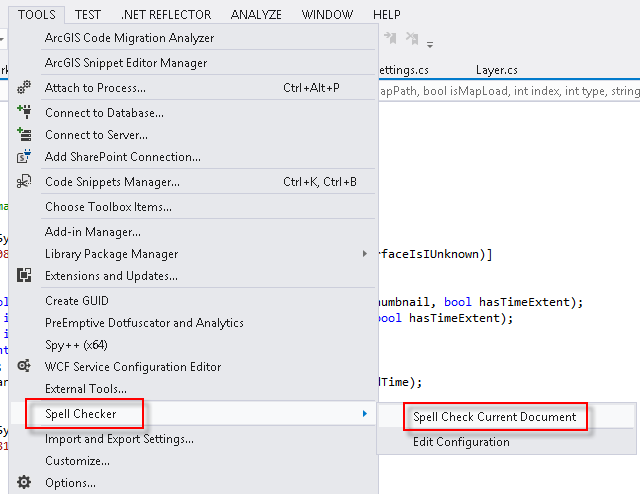 TOOLS TEST .NET REFLECTOR ANALYZE WINDOW HELP
ArcGIS Code Migration Analyzer
ArcGIS Snippet Editor Manager
Attach to Process... Ctrl+Alt+P
ettings.cs Layer.cs
apPath, bool isMapLoad, int index, int type, string
Connect to Database...
Connect to Server...
Add SharePoint Connection...
Code Snippets Manager... Ctrl+K, Ctrl+B
Choose Toolbox Items...
Add-in Manager...
Library Package Manager rfaceIsIUnknown)]
Extensions and Updates...
Create GUID humbnail, bool hasTimeExtent);
PreEmptive Dotfuscator and Analytics bool hasTimeExtent);
Spy++ (x64)
WCF Service Configuration Editor
External Tools... dTime);
Spell Checker Spell Check Current Document
Import and Export Settings... Edit Configuration
Customize...
Options...